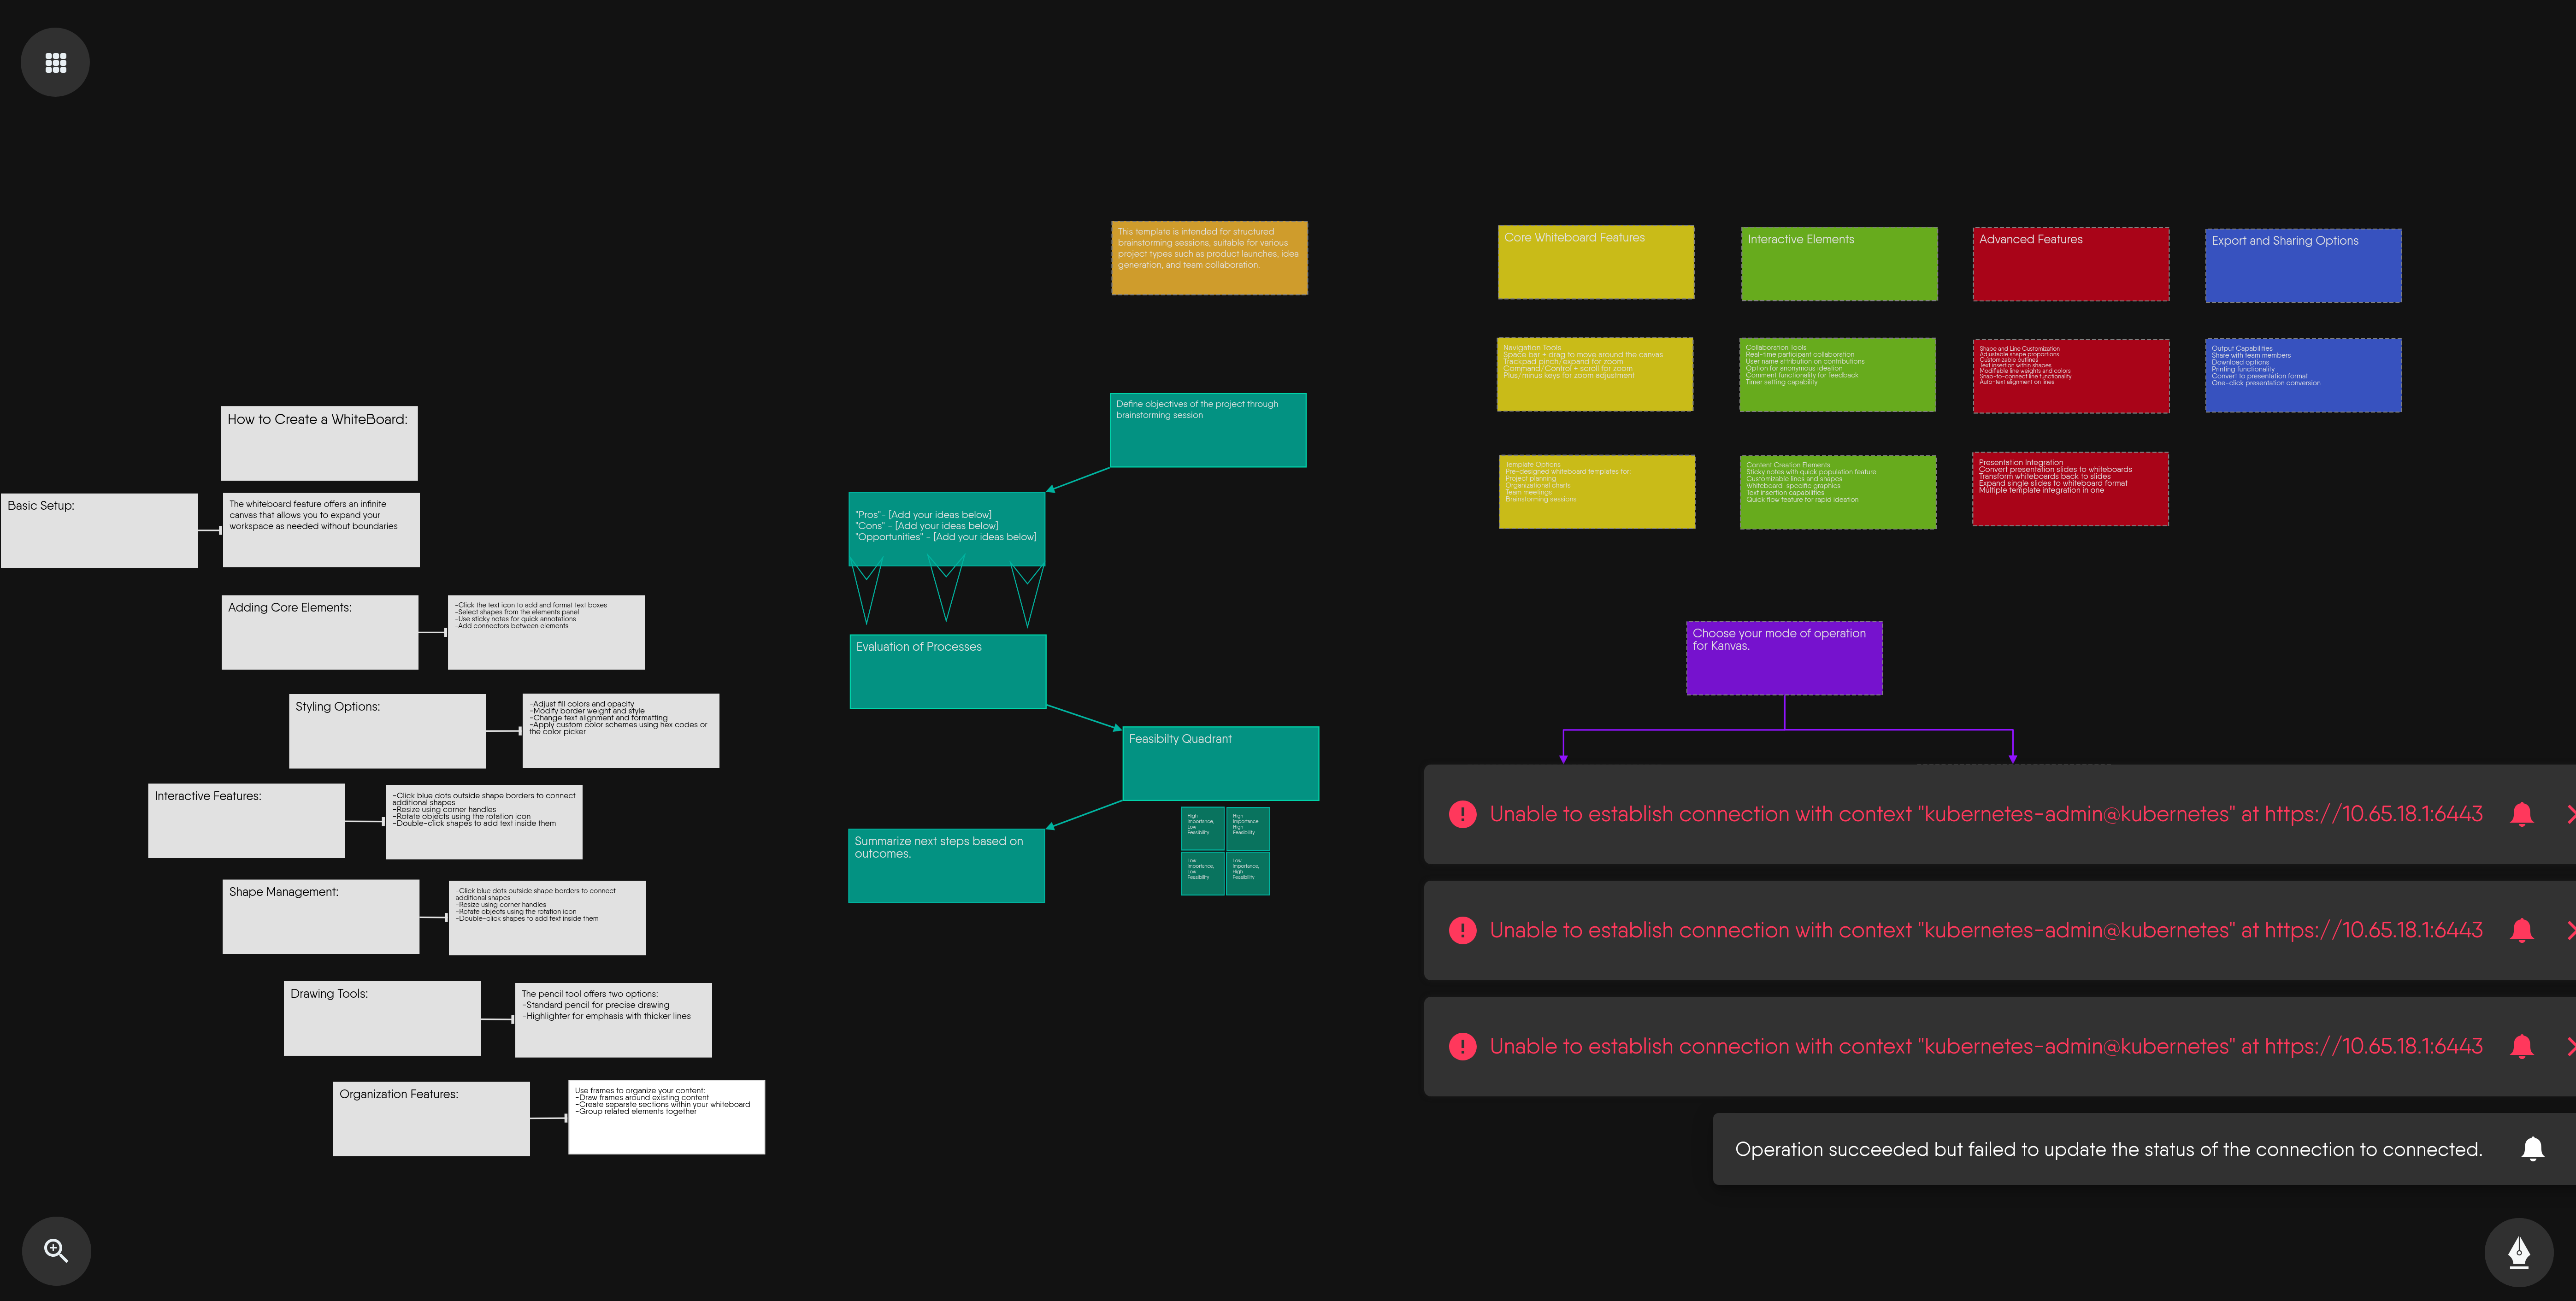 How to Create a WhiteBoard:
Basic Setup:
The whiteboard feature offers an infinite
canvas that allows you to expand your
workspace as needed without boundaries
Adding Core Elements:
-Click the text icon to add and format text boxes
-Select shapes from the elements panel
-Use sticky notes for quick annotations
-Add connectors between elements
Styling Options:
-Adjust fill colors and opacity
-Modify border weight and style
-Change text alignment and formatting
-Apply custom color schemes using hex codes or
the color picker
Interactive Features:
-Click blue dots outside shape borders to connect
additional shapes
-Resize using corner handles
-Rotate objects using the rotation icon
-Double-click shapes to add text inside them
Shape Management:
-Click blue dots outside shape borders to connect
additional shapes
-Resize using corner handles
-Rotate objects using the rotation icon
-Double-click shapes to add text inside them
Drawing Tools:
The pencil tool offers two options:
-Standard pencil for precise drawing
-Highlighter for emphasis with thicker lines
Organization Features:
Use frames to organize your content:
-Draw frames around existing content
-Create separate sections within your whiteboard
-Group related elements together
This template is intended for structured
brainstorming sessions, suitable for various
project types such as product launches, idea
generation, and team collaboration.
Define objectives of the project through
brainstorming session
"Pros"- [Add your ideas below]
"Cons" - [Add your ideas below]
"Opportunities" - [Add your ideas below]
Evaluation of Processes
Feasibilty Quadrant
High
Importance,
Low
Feasibility
High
Importance,
High
Feasibility
Low
Importance,
Low
Feasibility
Low
Importance,
High
Feasibility
Summarize next steps based on
outcomes.
Core Whiteboard Features
Navigation Tools
Space bar + drag to move around the canvas
Trackpad pinch/expand for zoom
Command/Control + scroll for zoom
Plus/minus keys for zoom adjustment
Template Options
Pre-designed whiteboard templates for:
Project planning
Organizational charts
Team meetings
Brainstorming sessions
Interactive Elements
Collaboration Tools
Real-time participant collaboration
User name attribution on contributions
Option for anonymous ideation
Comment functionality for feedback
Timer setting capability
Content Creation Elements
Sticky notes with quick population feature
Customizable lines and shapes
Whiteboard-specific graphics
Text insertion capabilities
Quick flow feature for rapid ideation
Advanced Features
Shape and Line Customization
Adjustable shape proportions
Customizable outlines
Text insertion within shapes
Modifiable line weights and colors
Snap-to-connect line functionality
Auto-text alignment on lines
Presentation Integration
Convert presentation slides to whiteboards
Transform whiteboards back to slides
Expand single slides to whiteboard format
Multiple template integration in one
Export and Sharing Options
Output Capabilities
Share with team members
Download options
Printing functionality
Convert to presentation format
One-click presentation conversion
Choose your mode of operation
for Kanvas.
Unable to establish connection with context "kubernetes-admin@kubernetes" at https://10.65.18.1:6443
Unable to establish connection with context "kubernetes-admin@kubernetes" at https://10.65.18.1:6443
Unable to establish connection with context "kubernetes-admin@kubernetes" at https://10.65.18.1:6443
Operation succeeded but failed to update the status of the connection to connected.